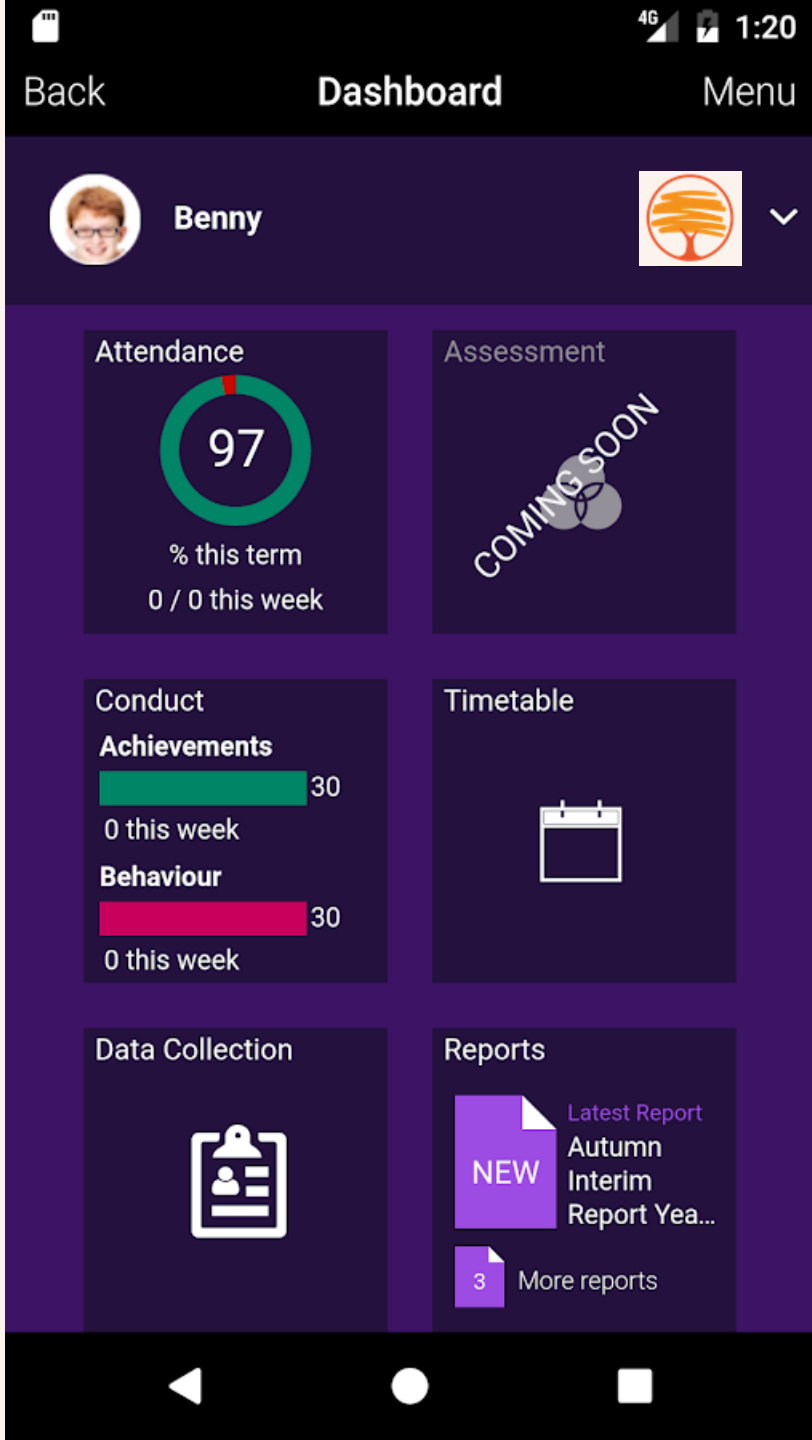 4G 1:20
Back Dashboard Menu
Benny
Attendance
97
% this term
0 / 0 this week
Assessment
COMING SOON
Conduct
Achievements
30
0 this week
Behaviour
30
0 this week
Timetable
Data Collection
Reports
NEW
Latest Report
Autumn
Interim
Report Yea...
3 More reports